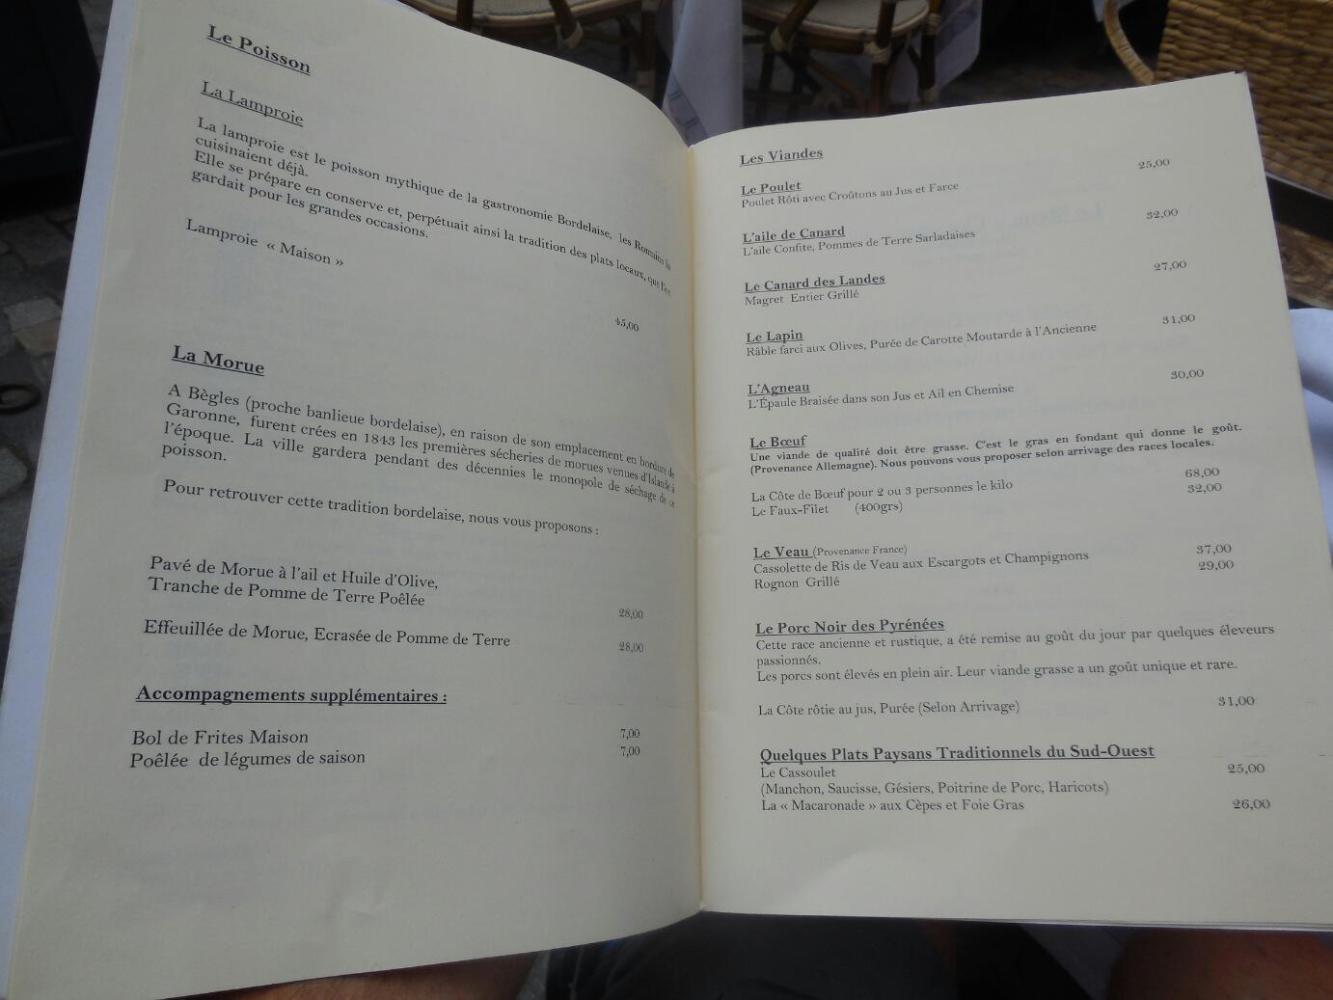 Le Poisson
La Lamproie
La lamproie est le poisson mythique de la gastronomie Bordelaise, les Romains la
cuisinaient déjà.
Elle se prépare en conserve et, perpétuait ainsi la tradition des plats locaux, que l'on
gardait pour les grandes occasions.
Lamproie « Maison »
45,00
La Morue
A Bègles (proche banlieue bordelaise), en raison de son emplacement en bordure de
Garonne, furent crées en 1843 les premières sécheries de morues venues d'Islande à
l'époque. La ville gardera pendant des décennies le monopole de séchage de ce
poisson.
Pour retrouver cette tradition bordelaise, nous vous proposons :
Pavé de Morue à l'ail et Huile d'Olive,
Tranche de Pomme de Terre Poêlée
28,00
Effeuillée de Morue, Ecrasée de Pomme de Terre 28,00
Accompagnements supplémentaires :
Bol de Frites Maison 7,00
Poêlée de légumes de saison 7,00
Les Viandes
Le Poulet 25,00
Poulet Rôti avec Croûtons au Jus et Farce
L'aile de Canard 32,00
L'aile Confite, Pommes de Terre Sarladaises
Le Canard des Landes 27,00
Magret Entier Grillé
Le Lapin 31,00
Râble farci aux Olives, Purée de Carotte Moutarde à l'Ancienne
L'Agneau 30,00
L'Épaule Braisée dans son Jus et Ail en Chemise
Le Bœuf
Une viande de qualité doit être grasse. C'est le gras en fondant qui donne le goût.
(Provenance Allemagne). Nous pouvons vous proposer selon arrivage des races locales.
La Côte de Bœuf pour 2 ou 3 personnes le kilo 68,00
Le Faux-Filet (400grs) 32,00
Le Veau (Provenance France)
Cassolette de Ris de Veau aux Escargots et Champignons 37,00
Rognon Grillé 29,00
Le Porc Noir des Pyrénées
Cette race ancienne et rustique, a été remise au goût du jour par quelques éleveurs
passionnés.
Les porcs sont élevés en plein air. Leur viande grasse a un goût unique et rare.
La Côte rôtie au jus, Purée (Selon Arrivage) 31,00
Quelques Plats Paysans Traditionnels du Sud-Ouest
Le Cassoulet 25,00
(Manchon, Saucisse, Gésiers, Poitrine de Porc, Haricots)
La « Macaronade » aux Cèpes et Foie Gras 26,00